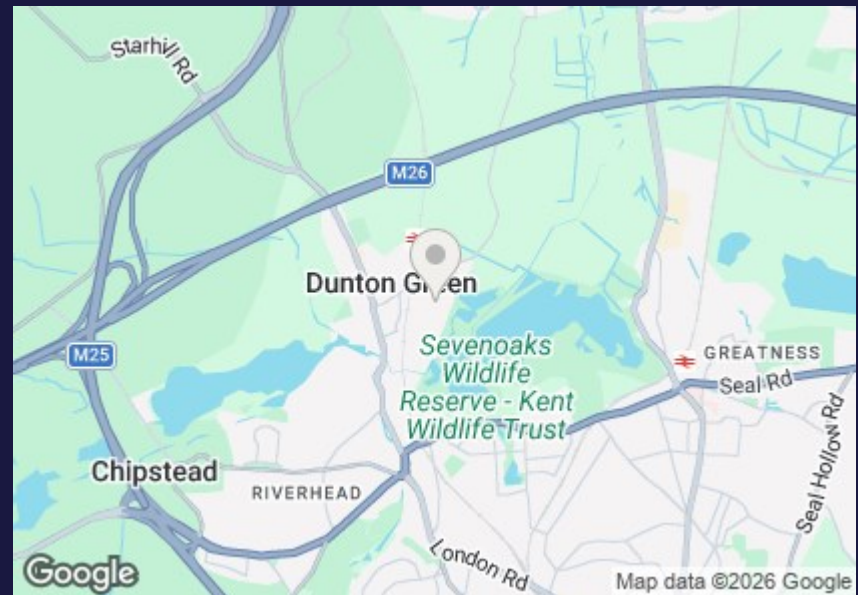 Starhill Rd
M26
Dunton Green
M25
Sevenoaks
Wildlife
Reserve - Kent
Wildlife Trust
GREATNESS
Seal Rd
Chipstead
RIVERHEAD
Seal Hollow Rd
London Rd
Google
Map data ©2026 Google